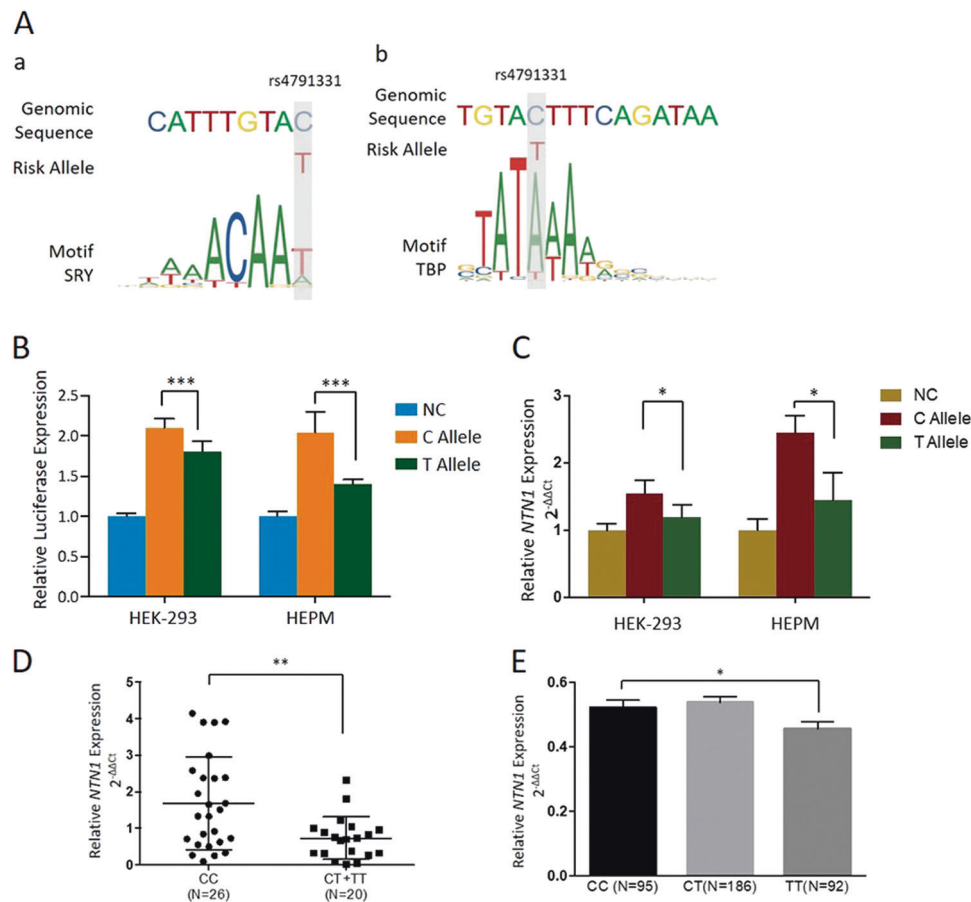 A
a
rs4791331
Genomic
Sequence
CATTTGTAC
Risk Allele
T
Motif
SRY
ACAAT
b
rs4791331
Genomic
Sequence
TGTACTTTCAGATAA
Risk Allele
T
Motif
TBP
TATAAA
B
Relative Luciferase Expression
2.5
2.0
1.5
1.0
0.5
0.0
***
***
HEK-293
HEPM
NC
C Allele
T Allele
C
Relative NTN1 Expression
2-ΔΔCt
3
2
1
0
*
*
HEK-293
HEPM
NC
C Allele
T Allele
D
Relative NTN1 Expression
2-ΔΔCt
5
4
3
2
1
0
**
CC
(N=26)
CT+TT
(N=20)
E
Relative NTN1 Expression
2-ΔΔCt
0.6
0.4
0.2
0.0
*
CC (N=95)
CT(N=186)
TT(N=92)